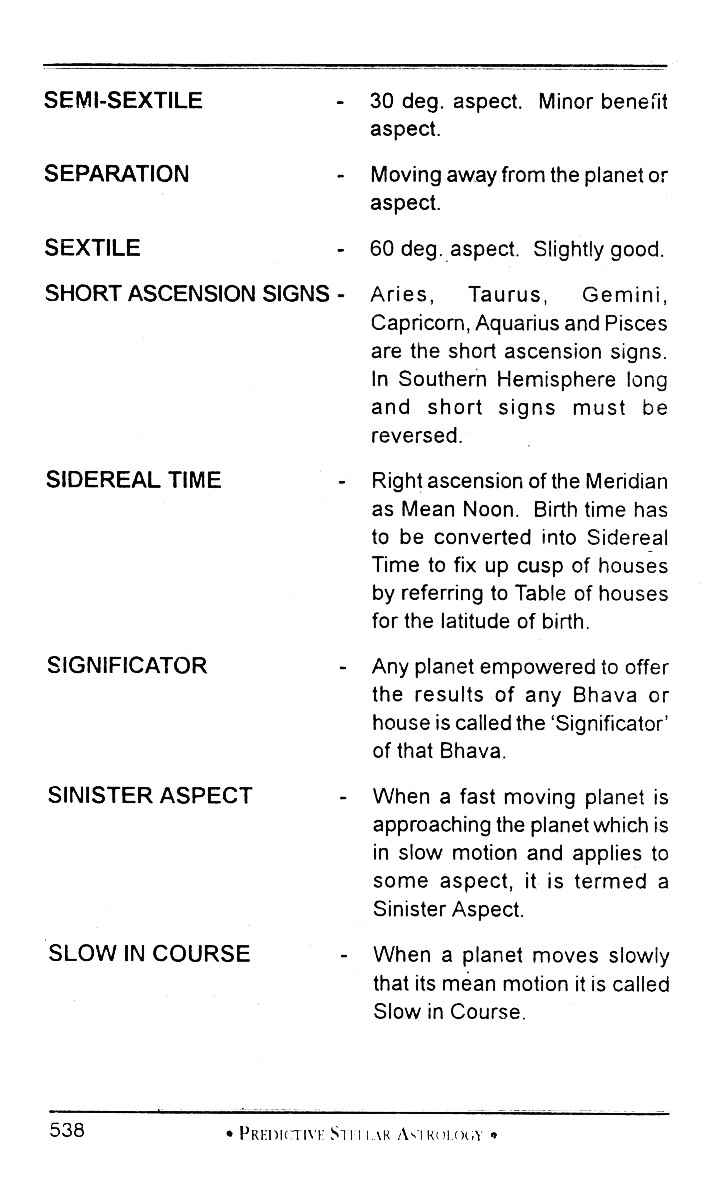 SEMI-SEXTILE - 30 deg. aspect. Minor benefit
aspect.
SEPARATION - Moving away from the planet or
aspect.
SEXTILE - 60 deg. aspect. Slightly good.
SHORT ASCENSION SIGNS - Aries, Taurus, Gemini,
Capricorn, Aquarius and Pisces
are the short ascension signs.
In Southern Hemisphere long
and short signs must be
reversed.
SIDEREAL TIME - Right ascension of the Meridian
as Mean Noon. Birth time has
to be converted into Sidereal
Time to fix up cusp of houses
by referring to Table of houses
for the latitude of birth.
SIGNIFICATOR - Any planet empowered to offer
the results of any Bhava or
house is called the ‘Significator’
of that Bhava.
SINISTER ASPECT - When a fast moving planet is
approaching the planet which is
in slow motion and applies to
some aspect, it is termed a
Sinister Aspect.
SLOW IN COURSE - When a planet moves slowly
that its mean motion it is called
Slow in Course.
538 • PREDICTIVE STELLAR ASTROLOGY •